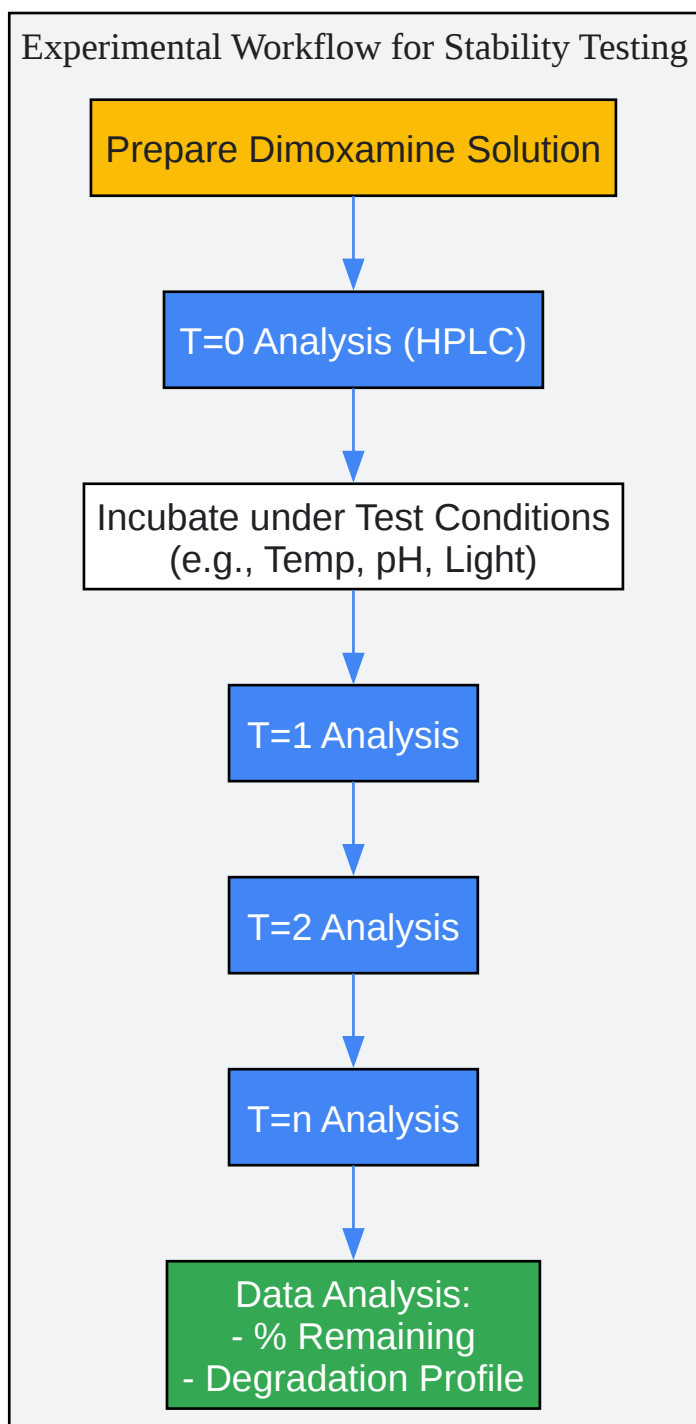 Experimental Workflow for Stability Testing
Prepare Dimoxamine Solution
T=0 Analysis (HPLC)
Incubate under Test Conditions
(e.g., Temp, pH, Light)
T=1 Analysis
T=2 Analysis
T=n Analysis
Data Analysis:
- % Remaining
- Degradation Profile